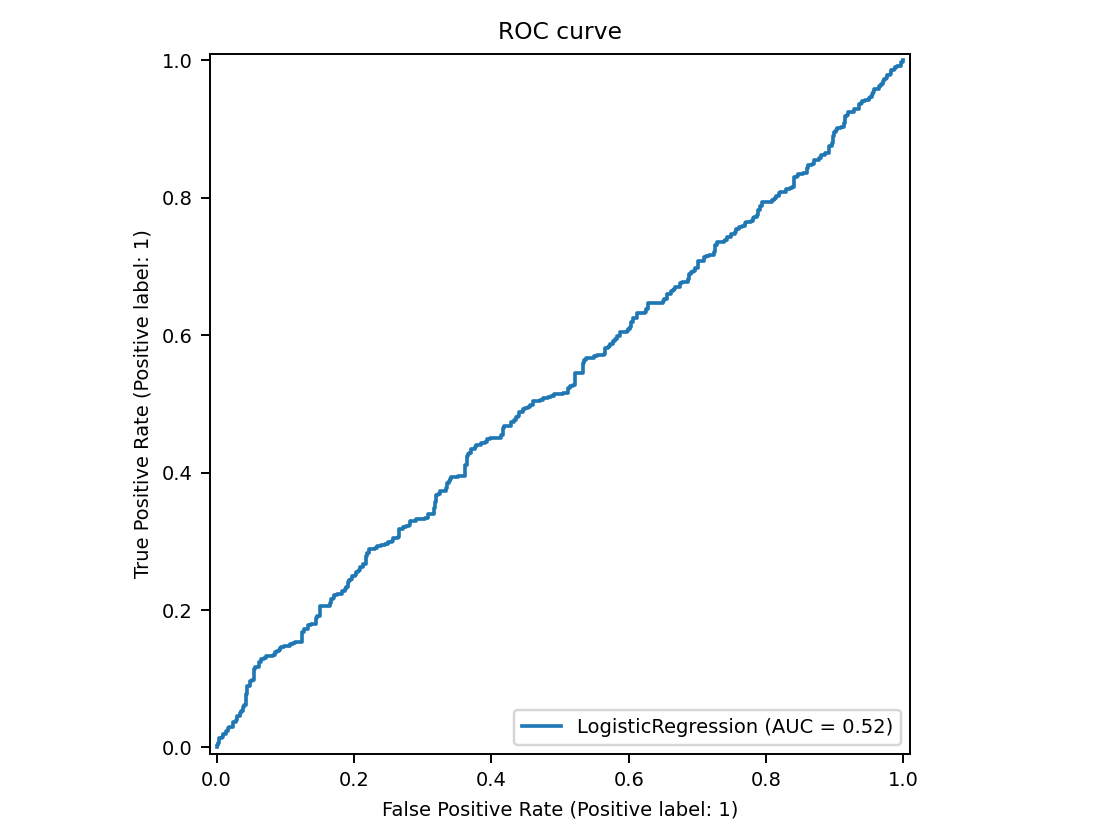 ROC curve
1.0
0.8
0.6
0.4
0.2
0.0
True Positive Rate (Positive label: 1)
LogisticRegression (AUC = 0.52)
0.0 0.2 0.4 0.6 0.8 1.0
False Positive Rate (Positive label: 1)